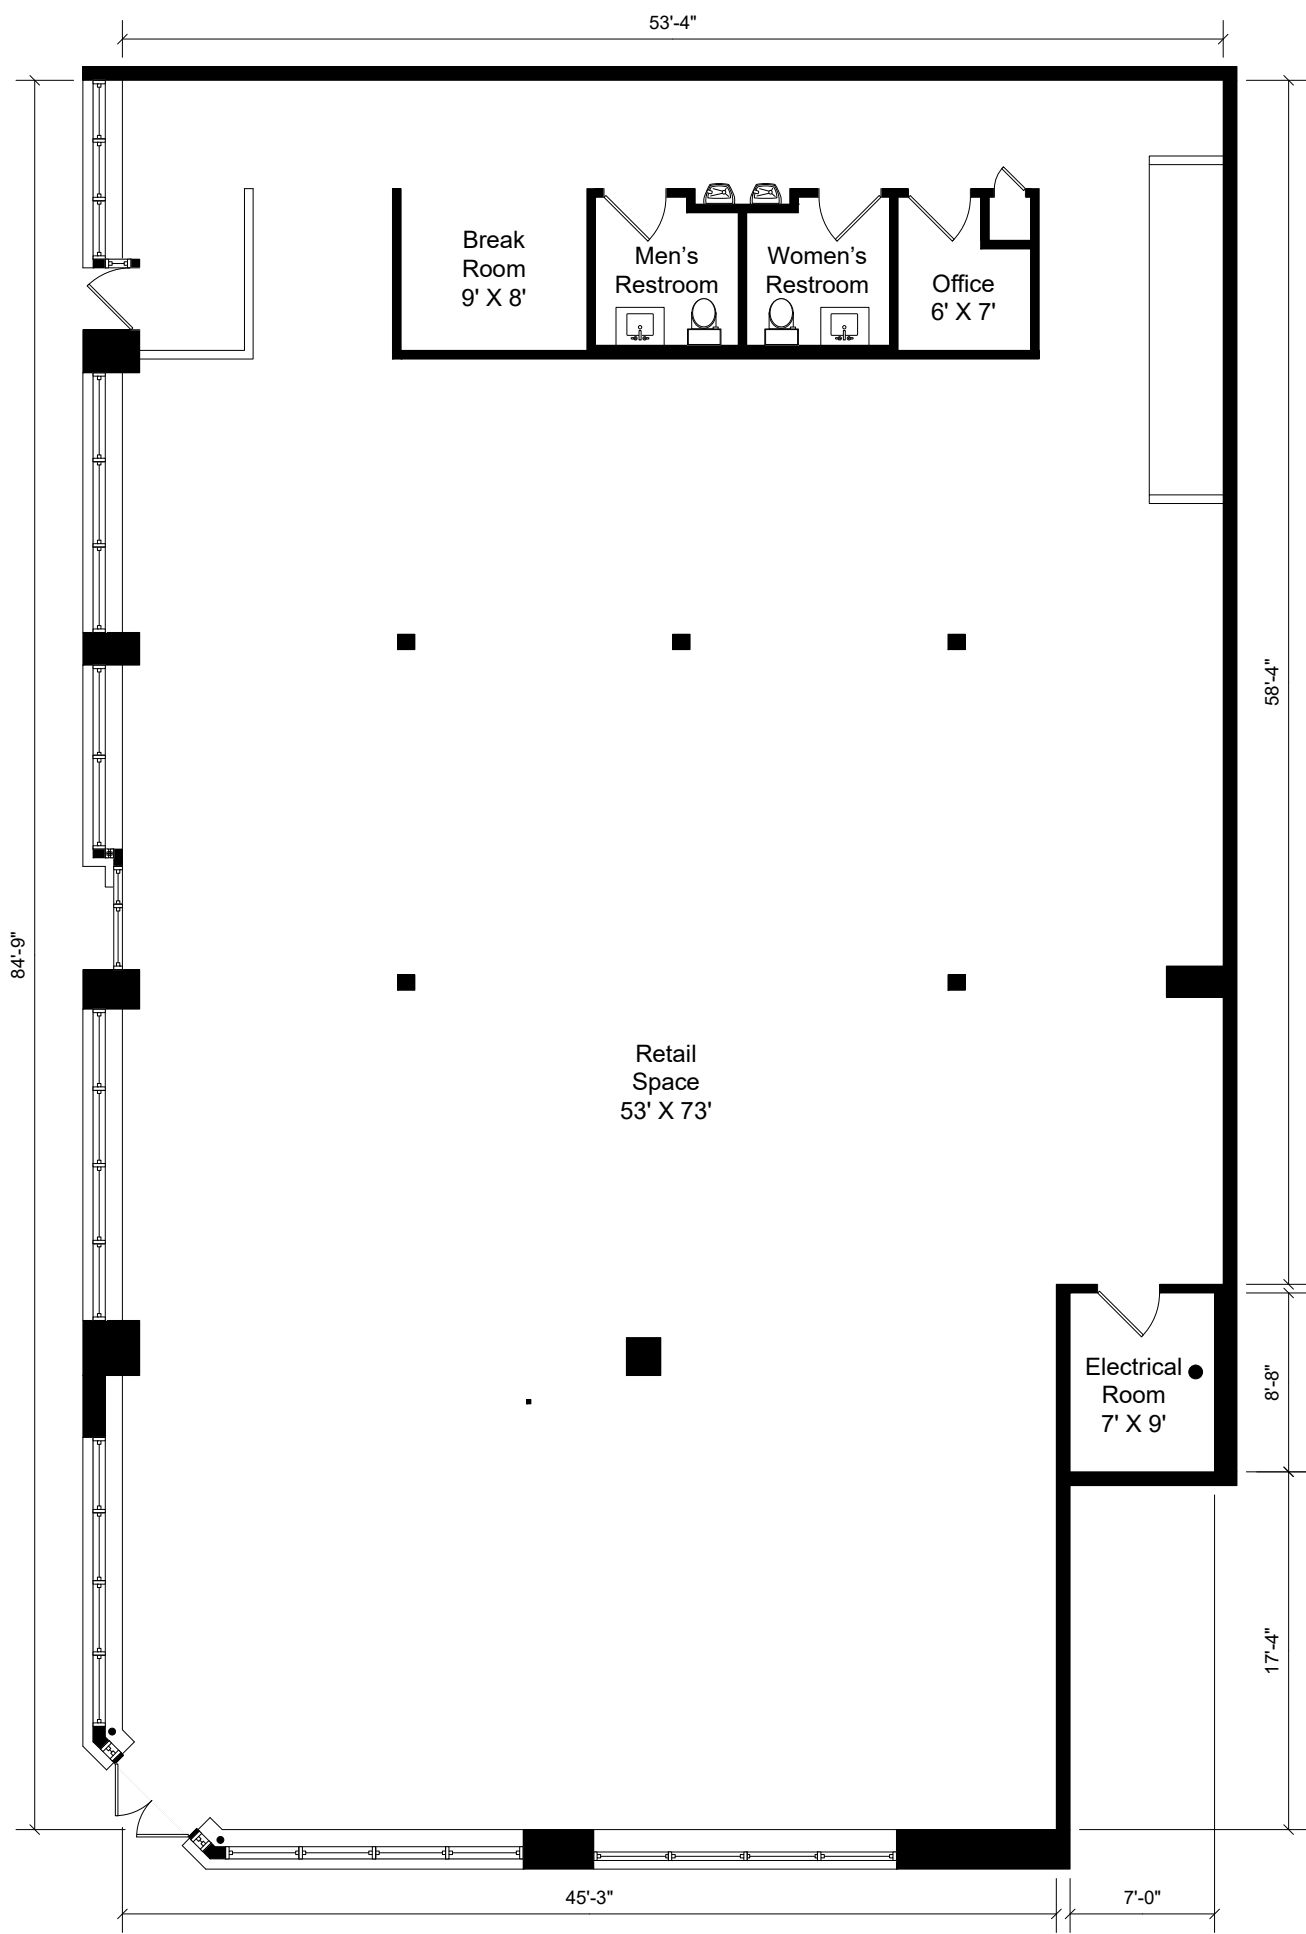 53'-4"
Break
Room
9' X 8'
Men’s
Restroom
Women’s
Restroom
Office
6' X 7'
58'-4"
84'-9"
Retail
Space
53' X 73'
Electrical
Room
7' X 9'
8'-8"
17'-4"
45'-3"
7'-0"